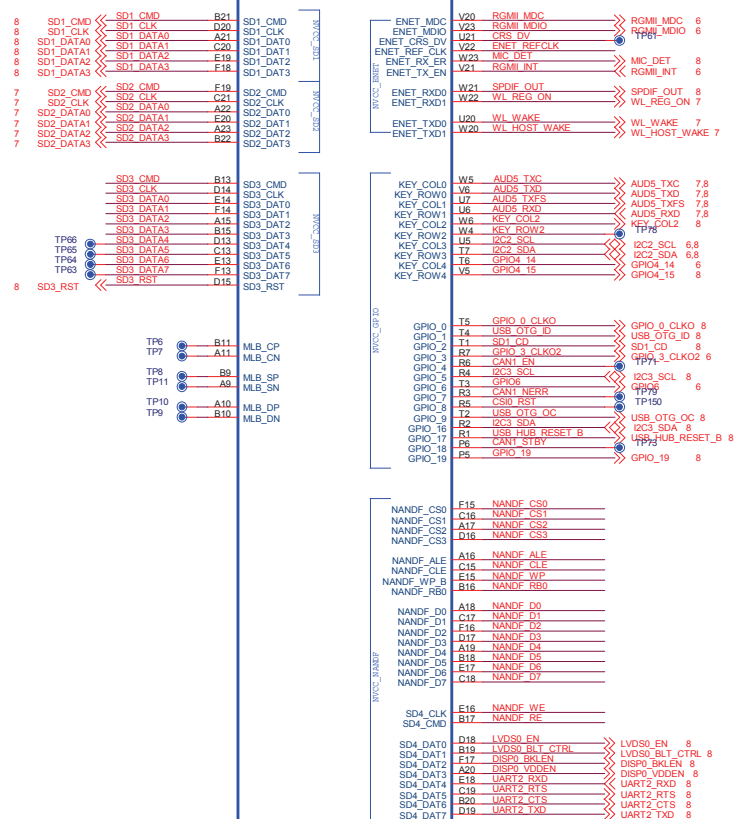 8 SD1_CMD SD1_CMD B21 SD1_CMD
8 SD1_CLK SD1_CLK D20 SD1_CLK
8 SD1_DATA0 SD1_DATA0 A21 SD1_DAT0
8 SD1_DATA1 SD1_DATA1 C20 SD1_DAT1
8 SD1_DATA2 SD1_DATA2 E19 SD1_DAT2
8 SD1_DATA3 SD1_DATA3 F18 SD1_DAT3
NVCC_SD1
7 SD2_CMD SD2_CMD F19 SD2_CMD
7 SD2_CLK SD2_CLK C21 SD2_CLK
7 SD2_DATA0 SD2_DATA0 A22 SD2_DAT0
7 SD2_DATA1 SD2_DATA1 E20 SD2_DAT1
7 SD2_DATA2 SD2_DATA2 A23 SD2_DAT2
7 SD2_DATA3 SD2_DATA3 B22 SD2_DAT3
NVCC_SD2
SD3_CMD B13 SD3_CMD
SD3_CLK D14 SD3_CLK
SD3_DATA0 E14 SD3_DAT0
SD3_DATA1 F14 SD3_DAT1
SD3_DATA2 A15 SD3_DAT2
SD3_DATA3 B15 SD3_DAT3
TP66 SD3_DATA4 D13 SD3_DAT4
TP65 SD3_DATA5 C13 SD3_DAT5
TP64 SD3_DATA6 E13 SD3_DAT6
TP63 SD3_DATA7 F13 SD3_DAT7
8 SD3_RST SD3_RST D15 SD3_RST
NVCC_SD3
TP6 B11 MLB_CP
TP7 A11 MLB_CN
TP8 B9 MLB_SP
TP11 A9 MLB_SN
TP10 A10 MLB_DP
TP9 B10 MLB_DN
NVCC_ENET
ENET_MDC V20 RGMII_MDC RGMII_MDC 6
ENET_MDIO V23 RGMII_MDIO RGMII_MDIO 6
ENET_CRS_DV U21 CRS_DV TP61
ENET_REF_CLK V22 ENET_REFCLK
ENET_RX_ER W23 MIC_DET MIC_DET 8
ENET_TX_EN V21 RGMII_INT RGMII_INT 6
ENET_RXD0 W21 SPDIF_OUT SPDIF_OUT 8
ENET_RXD1 W22 WL_REG_ON WL_REG_ON 7
ENET_TXD0 U20 WL_WAKE WL_WAKE 7
ENET_TXD1 W20 WL_HOST_WAKE WL_HOST_WAKE 7
NVCC_GPIO
KEY_COL0 W5 AUD5_TXC AUD5_TXC 7,8
KEY_ROW0 V6 AUD5_TXD AUD5_TXD 7,8
KEY_COL1 U7 AUD5_TXFS AUD5_TXFS 7,8
KEY_ROW1 U6 AUD5_RXD AUD5_RXD 7,8
KEY_COL2 W6 KEY_COL2 KEY_COL2 8
KEY_ROW2 W4 KEY_ROW2 TP78
KEY_COL3 U5 I2C2_SCL I2C2_SCL 6,8
KEY_ROW3 T7 I2C2_SDA I2C2_SDA 6,8
KEY_COL4 T6 GPIO4_14 GPIO4_14 6
KEY_ROW4 V5 GPIO4_15 GPIO4_15 8
GPIO_0 T5 GPIO_0_CLKO GPIO_0_CLKO 8
GPIO_1 T4 USB_OTG_ID USB_OTG_ID 8
GPIO_2 T1 SD1_CD SD1_CD 8
GPIO_3 R7 GPIO_3_CLKO2 GPIO_3_CLKO2 6
GPIO_4 R6 CAN1_EN TP71
GPIO_5 R4 I2C3_SCL I2C3_SCL 8
GPIO_6 T3 GPIO6 GPIO6 6
GPIO_7 R3 CAN1_NERR TP79
GPIO_8 R5 CSI0_RST TP150
GPIO_9 T2 USB_OTG_OC USB_OTG_OC 8
GPIO_16 R2 I2C3_SDA I2C3_SDA 8
GPIO_17 R1 USB_HUB_RESET_B USB_HUB_RESET_B 8
GPIO_18 P6 CAN1_STBY TP73
GPIO_19 P5 GPIO_19 GPIO_19 8
NVCC_NANDF
NANDF_CS0 F15 NANDF_CS0
NANDF_CS1 C16 NANDF_CS1
NANDF_CS2 A17 NANDF_CS2
NANDF_CS3 D16 NANDF_CS3
NANDF_ALE A16 NANDF_ALE
NANDF_CLE C15 NANDF_CLE
NANDF_WP_B E15 NANDF_WP
NANDF_RB0 B16 NANDF_RB0
NANDF_D0 A18 NANDF_D0
NANDF_D1 C17 NANDF_D1
NANDF_D2 F16 NANDF_D2
NANDF_D3 D17 NANDF_D3
NANDF_D4 A19 NANDF_D4
NANDF_D5 B18 NANDF_D5
NANDF_D6 E17 NANDF_D6
NANDF_D7 C18 NANDF_D7
SD4_CLK E16 NANDF_WE
SD4_CMD B17 NANDF_RE
SD4_DAT0 D18 LVDS0_EN LVDS0_EN 8
SD4_DAT1 B19 LVDS0_BLT_CTRL LVDS0_BLT_CTRL 8
SD4_DAT2 F17 DISP0_BKLEN DISP0_BKLEN 8
SD4_DAT3 A20 DISP0_VDDEN DISP0_VDDEN 8
SD4_DAT4 E18 UART2_RXD UART2_RXD 8
SD4_DAT5 C19 UART2_RTS UART2_RTS 8
SD4_DAT6 B20 UART2_CTS UART2_CTS 8
SD4_DAT7 D19 UART2_TXD UART2_TXD 8